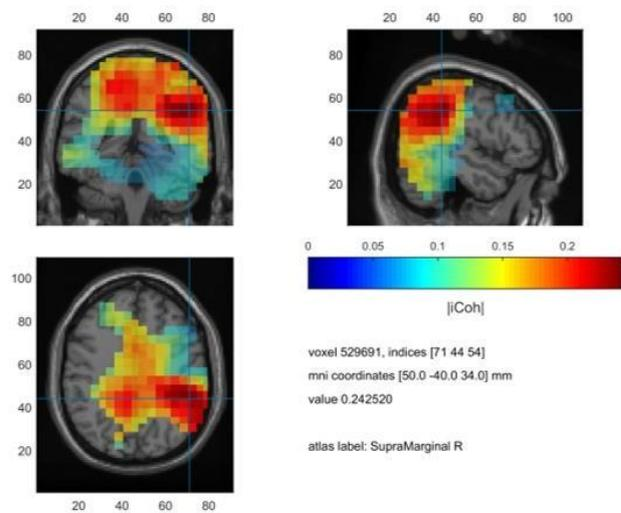 20 40 60 80
80
60
40
20
20 40 60 80 100
80
60
40
20
100
80
60
40
20
20 40 60 80
0 0.05 0.1 0.15 0.2
|iCoh|
voxel 529691, indices [71 44 54]
mni coordinates [50.0 -40.0 34.0] mm
value 0.242520
atlas label: SupraMarginal R